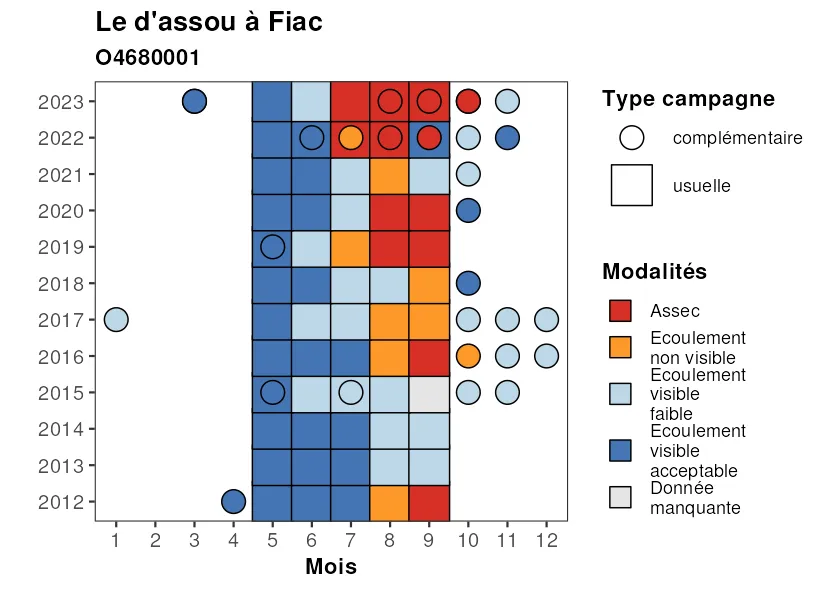 Le d'assou à Fiac
O4680001
2023
2022
2021
2020
2019
2018
2017
2016
2015
2014
2013
2012
1 2 3 4 5 6 7 8 9 10 11 12
Mois
Type campagne
complémentaire
usuelle
Modalités
Assec
Ecoulement
non visible
Ecoulement
visible
faible
Ecoulement
visible
acceptable
Donnée
manquante